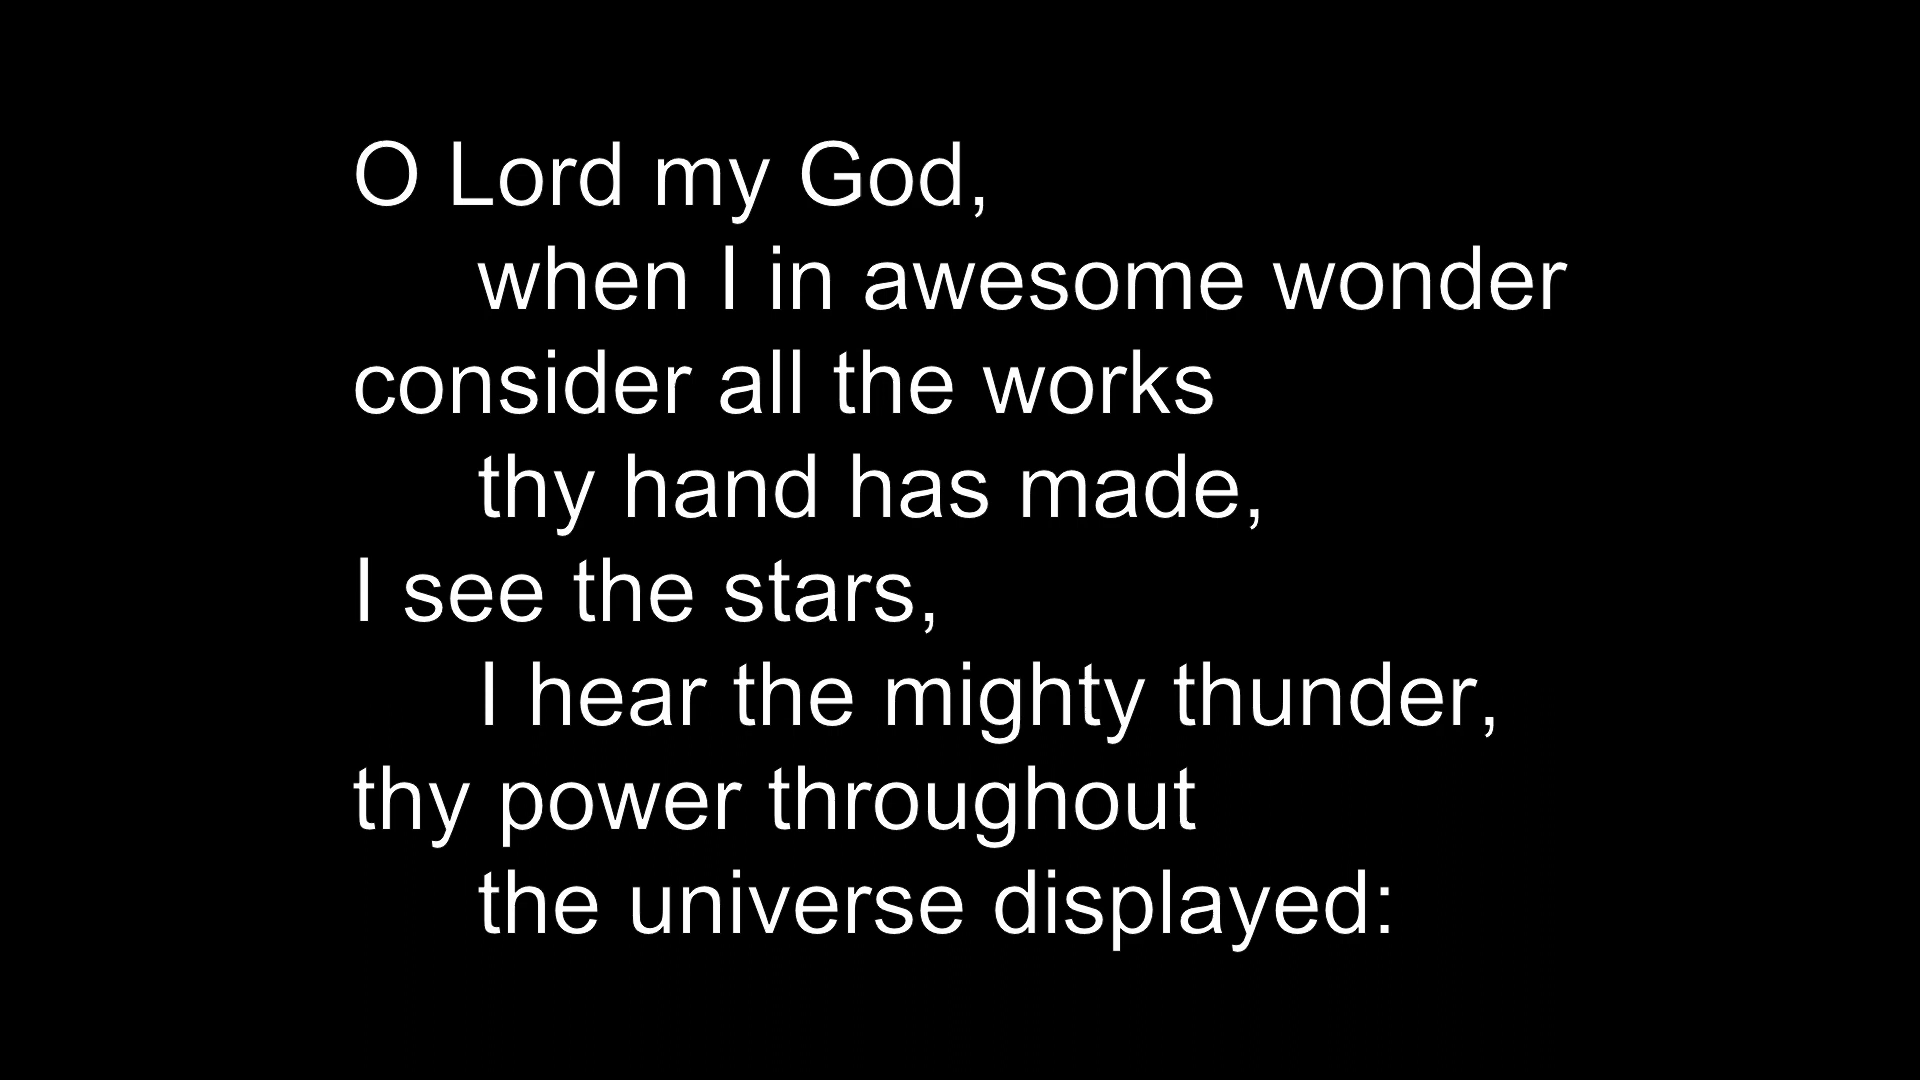 O Lord my God,
when I in awesome wonder
consider all the works
thy hand has made,
I see the stars,
I hear the mighty thunder,
thy power throughout
the universe displayed: